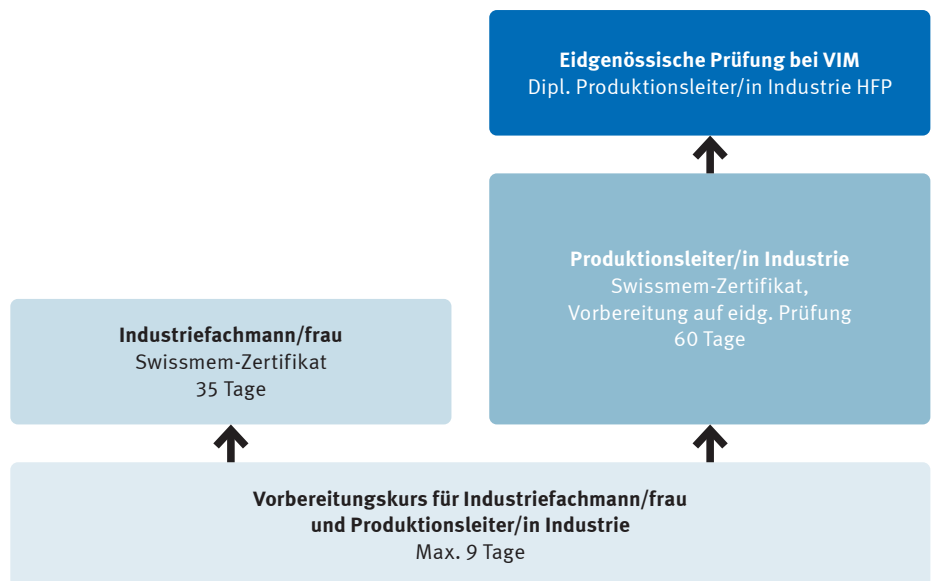 Eidgenössische Prüfung bei VIM
Dipl. Produktionsleiter/in Industrie HFP
Produktionsleiter/in Industrie
Swissmem-Zertifikat,
Vorbereitung auf eidg. Prüfung
60 Tage
Industriefachmann/frau
Swissmem-Zertifikat
35 Tage
Vorbereitungskurs für Industriefachmann/frau
und Produktionsleiter/in Industrie
Max. 9 Tage